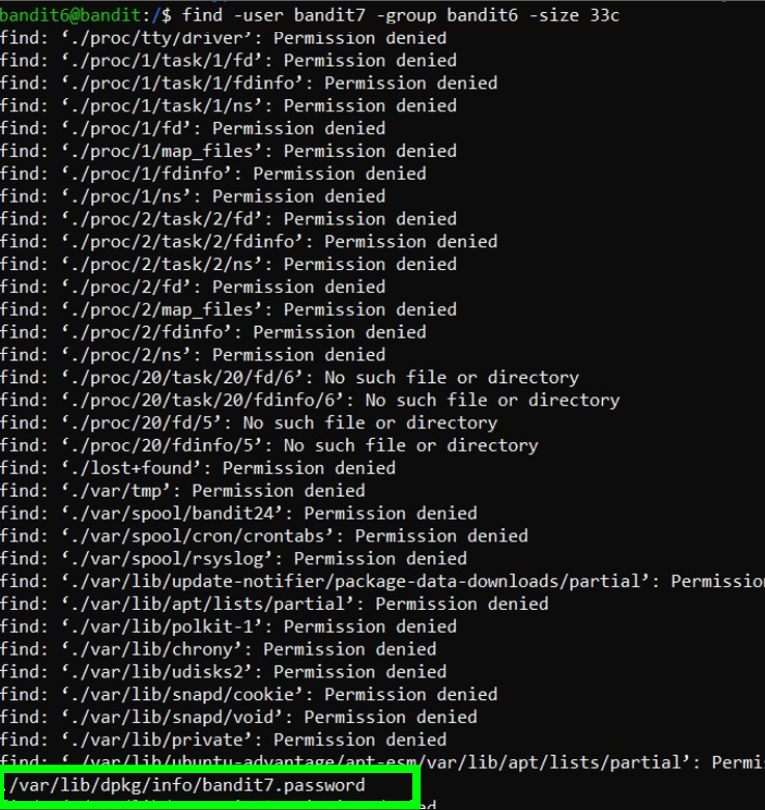 bandit6@bandit:/$ find -user bandit7 -group bandit6 -size 33c
find: ‘./proc/tty/driver’: Permission denied
find: ‘./proc/1/task/1/fd’: Permission denied
find: ‘./proc/1/task/1/fdinfo’: Permission denied
find: ‘./proc/1/task/1/ns’: Permission denied
find: ‘./proc/1/fd’: Permission denied
find: ‘./proc/1/map_files’: Permission denied
find: ‘./proc/1/fdinfo’: Permission denied
find: ‘./proc/1/ns’: Permission denied
find: ‘./proc/2/task/2/fd’: Permission denied
find: ‘./proc/2/task/2/fdinfo’: Permission denied
find: ‘./proc/2/task/2/ns’: Permission denied
find: ‘./proc/2/fd’: Permission denied
find: ‘./proc/2/map_files’: Permission denied
find: ‘./proc/2/fdinfo’: Permission denied
find: ‘./proc/2/ns’: Permission denied
find: ‘./proc/20/task/20/fd/6’: No such file or directory
find: ‘./proc/20/task/20/fdinfo/6’: No such file or directory
find: ‘./proc/20/fd/5’: No such file or directory
find: ‘./proc/20/fdinfo/5’: No such file or directory
find: ‘./lost+found’: Permission denied
find: ‘./var/tmp’: Permission denied
find: ‘./var/spool/bandit24’: Permission denied
find: ‘./var/spool/cron/crontabs’: Permission denied
find: ‘./var/spool/rsyslog’: Permission denied
find: ‘./var/lib/update-notifier/package-data-downloads/partial’: Permissio
find: ‘./var/lib/apt/lists/partial’: Permission denied
find: ‘./var/lib/polkit-1’: Permission denied
find: ‘./var/lib/chrony’: Permission denied
find: ‘./var/lib/udisks2’: Permission denied
find: ‘./var/lib/snapd/cookie’: Permission denied
find: ‘./var/lib/snapd/void’: Permission denied
find: ‘./var/lib/private’: Permission denied
find: ‘./var/lib/ubuntu-advantage/apt-esm/var/lib/apt/lists/partial’: Permi
./var/lib/dpkg/info/bandit7.password